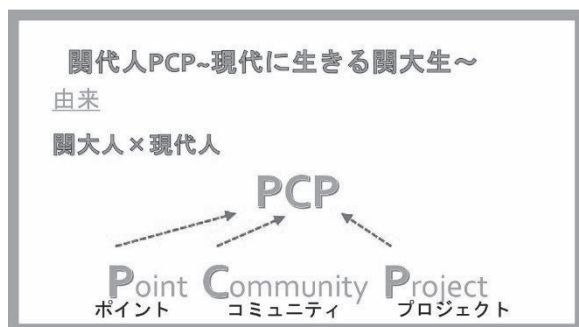 関代人PCP~現代に生きる関大生～
由来
関大人×現代人
PCP
Point Community Project
ポイント コミュニティ プロジェクト